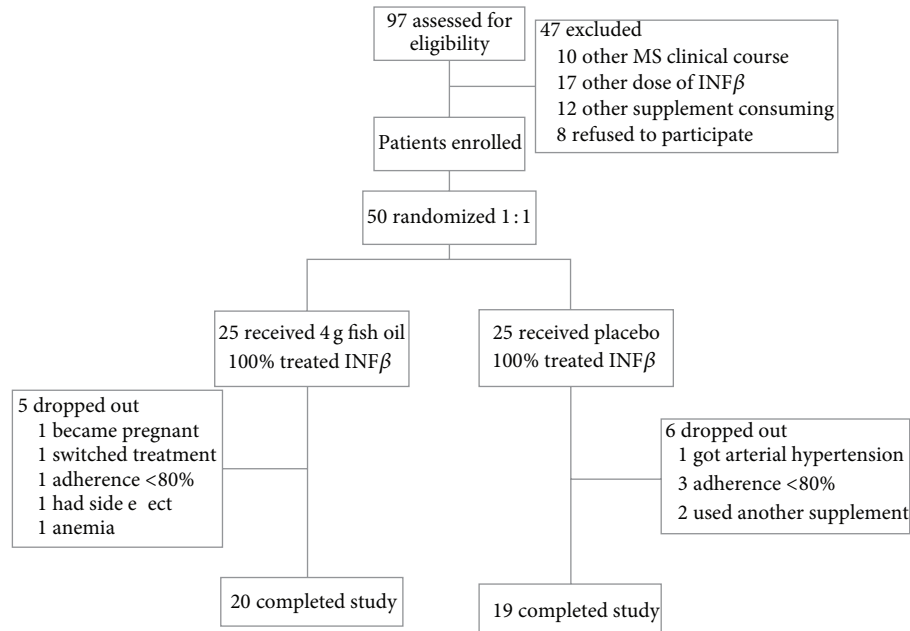 97 assessed for
eligibility
47 excluded
10 other MS clinical course
17 other dose of INFβ
12 other supplement consuming
8 refused to participate
Patients enrolled
50 randomized 1 : 1
25 received 4 g fish oil
100% treated INFβ
25 received placebo
100% treated INFβ
5 dropped out
1 became pregnant
1 switched treatment
1 adherence <80%
1 had side e ect
1 anemia
6 dropped out
1 got arterial hypertension
3 adherence <80%
2 used another supplement
20 completed study
19 completed study